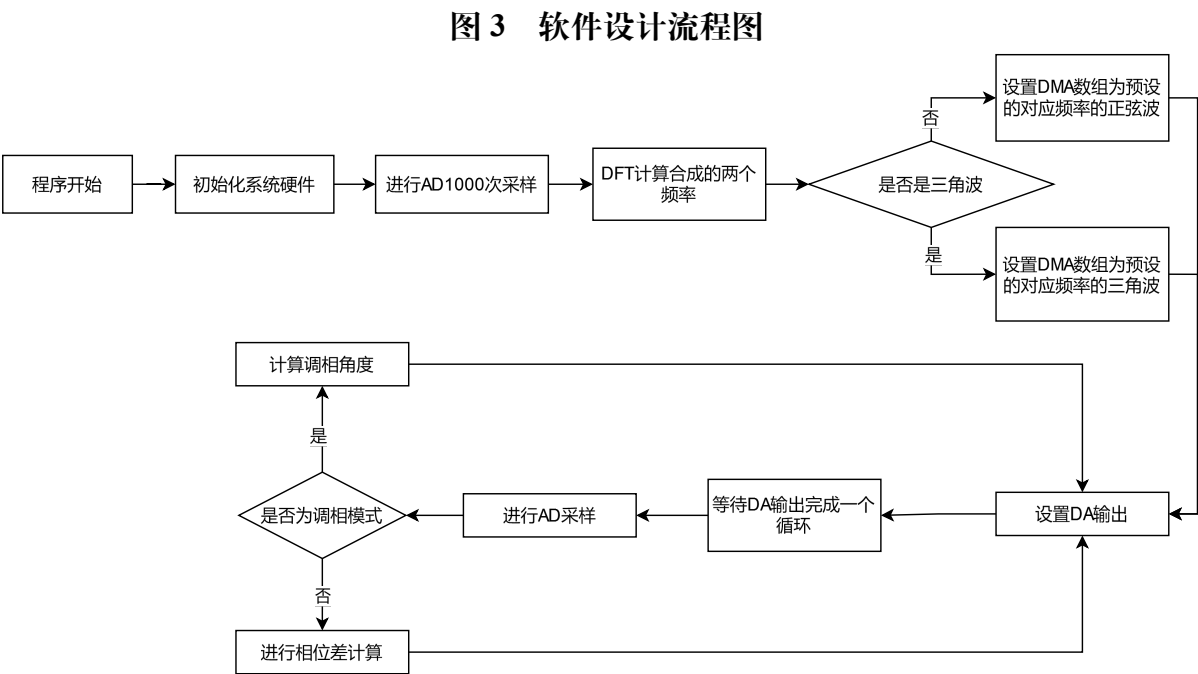 图 3 软件设计流程图
程序开始
初始化系统硬件
进行AD1000次采样
DFT计算合成的两个
频率
是否是三角波
否
设置DMA数组为预设
的对应频率的正弦波
是
设置DMA数组为预设
的对应频率的三角波
设置DA输出
等待DA输出完成一个
循环
进行AD采样
是否为调相模式
是
计算调相角度
否
进行相位差计算